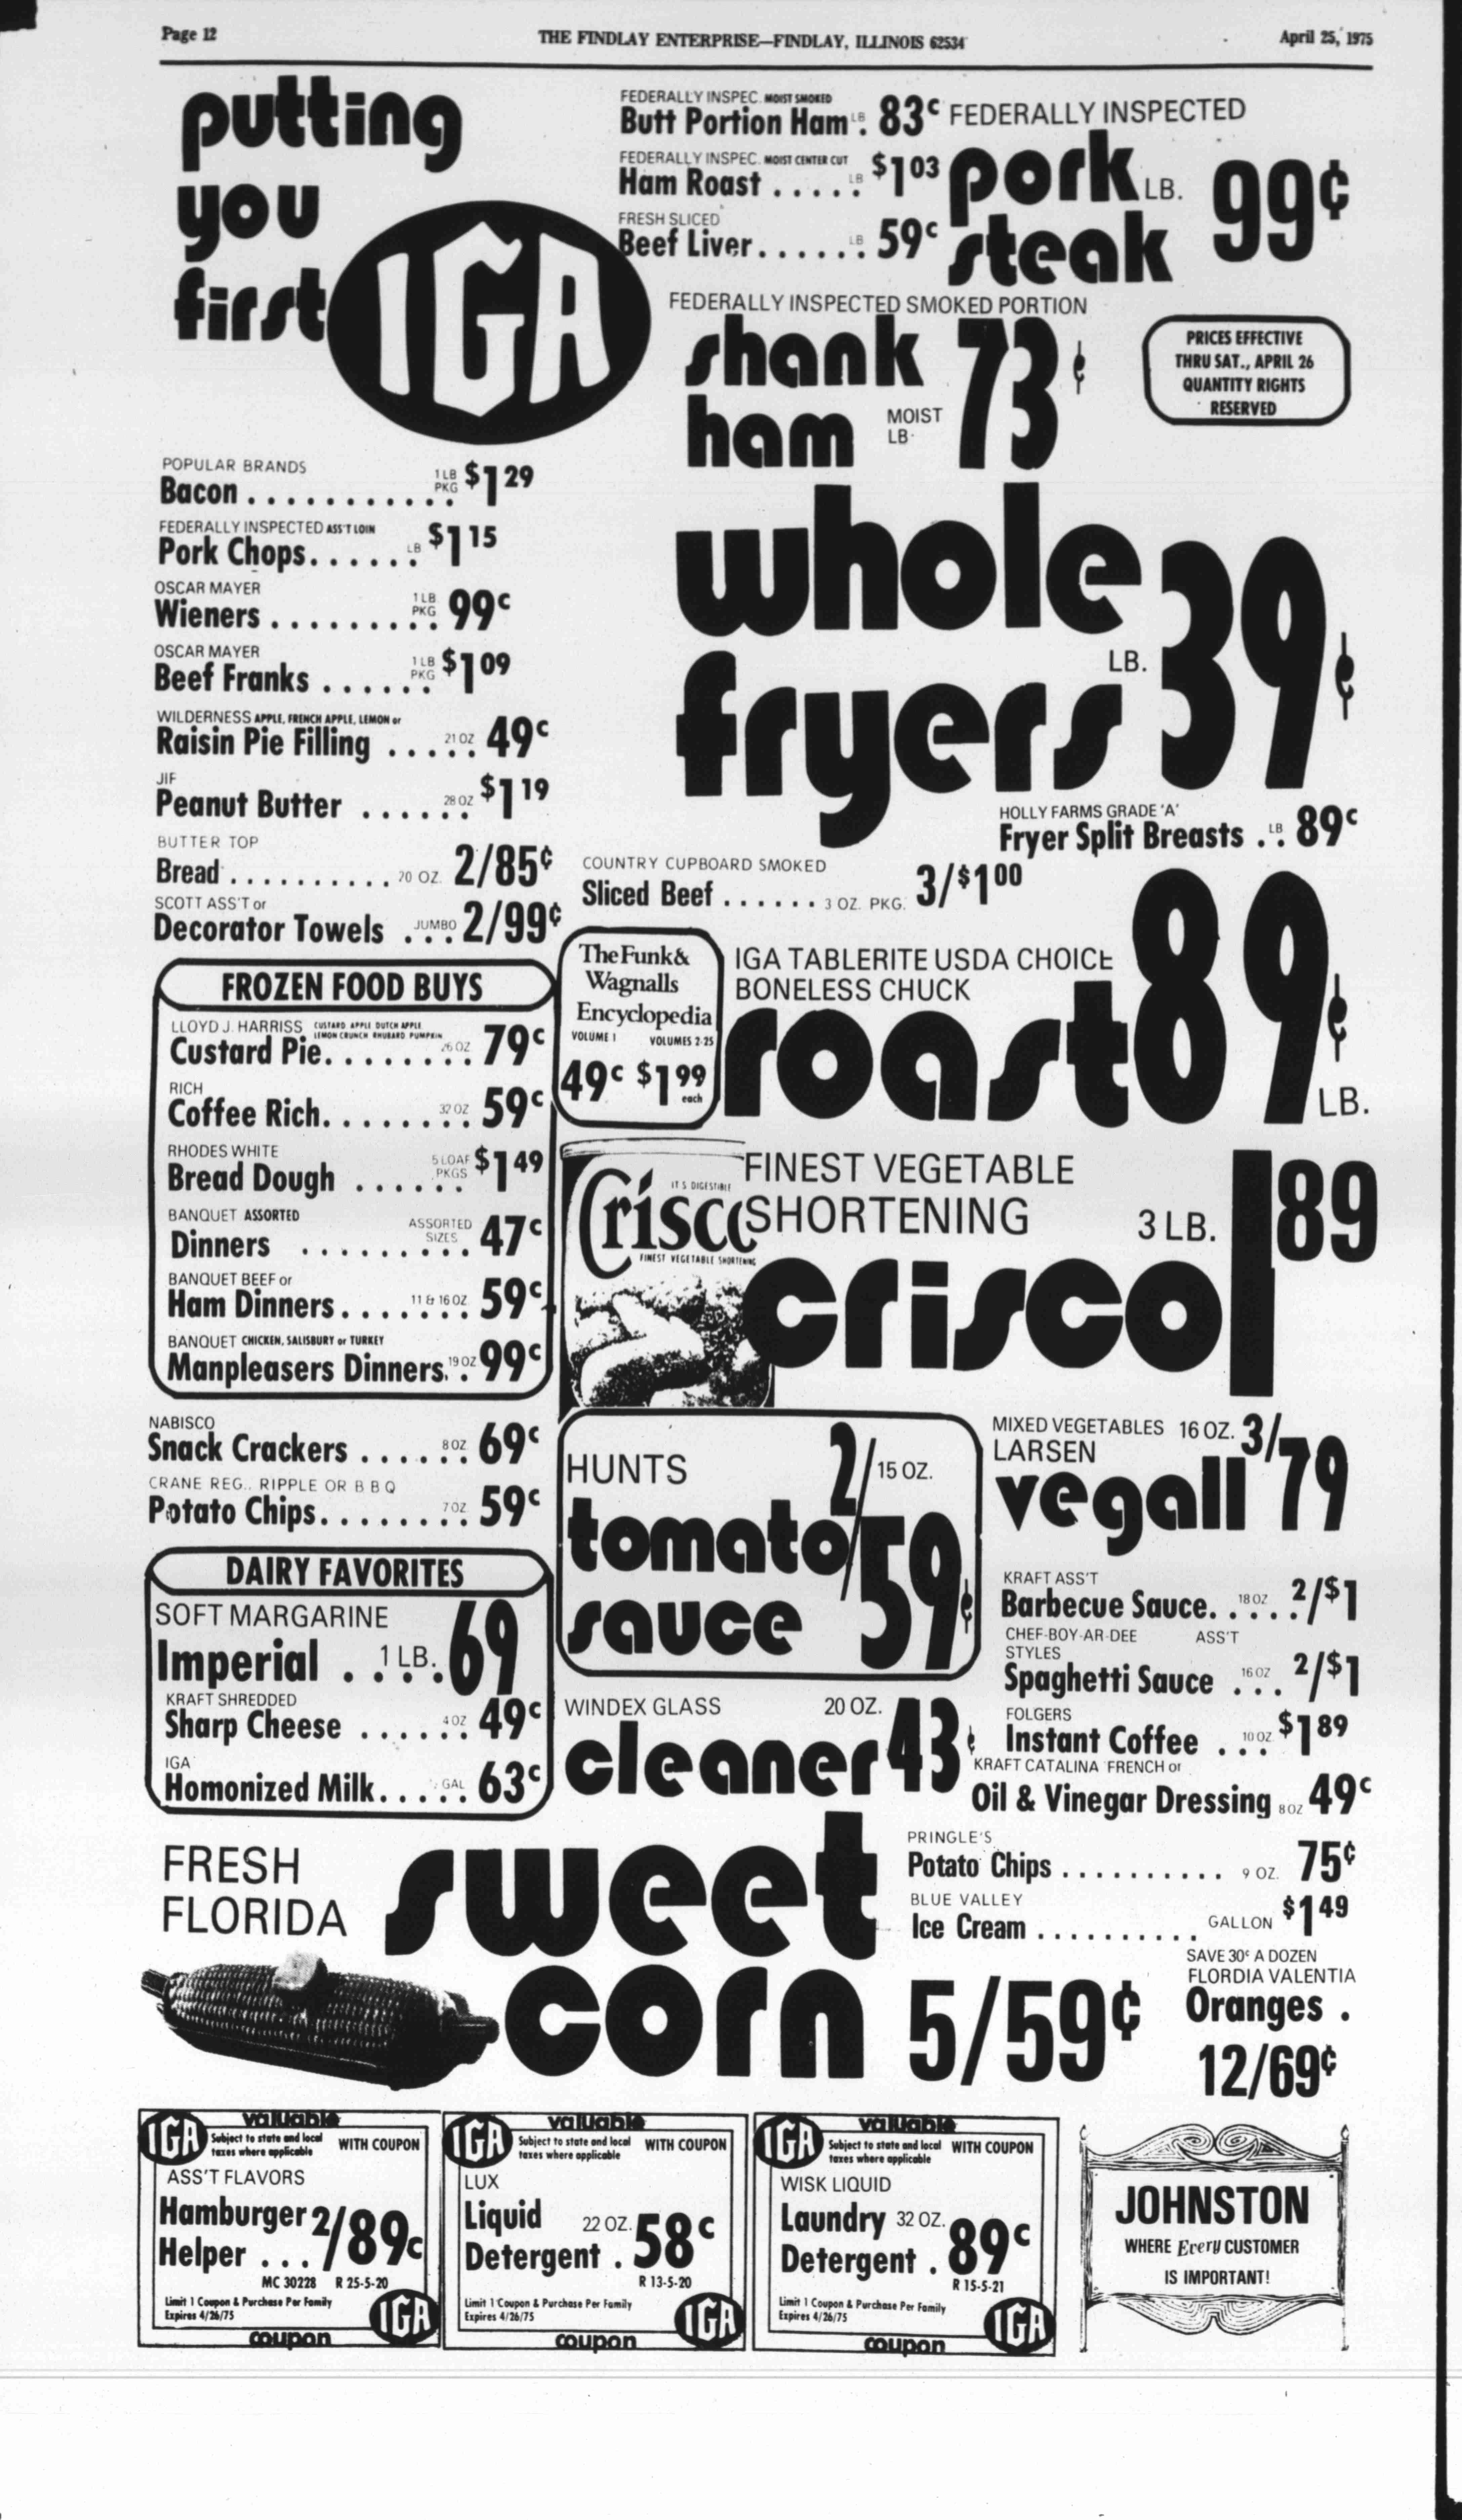 Page 12
THE FINDLAY ENTERPRISE—FINDLAY, ILLINOIS 62534
April 25, 1975
putting
you
first
IGA
FEDERALLY INSPEC. MOIST SMOKED
Butt Portion Ham LB. 83¢
FEDERALLY INSPEC. MOIST CENTER CUT
Ham Roast ..... LB $1 03
FRESH SLICED
Beef Liver...... LB 59¢
FEDERALLY INSPECTED
pork LB. 99¢
steak
FEDERALLY INSPECTED SMOKED PORTION
shank 73¢
ham MOIST
LB.
PRICES EFFECTIVE
THRU SAT., APRIL 26
QUANTITY RIGHTS
RESERVED
POPULAR BRANDS
Bacon ........... 1 LB PKG $1 29
FEDERALLY INSPECTED ASS'T LOIN
Pork Chops...... LB $1 15
OSCAR MAYER
Wieners ......... 1 LB PKG 99¢
OSCAR MAYER
Beef Franks ...... 1 LB PKG $1 09
WILDERNESS APPLE, FRENCH APPLE, LEMON or
Raisin Pie Filling ..... 21 OZ 49¢
JIF
Peanut Butter ...... 28 OZ $1 19
BUTTER TOP
Bread .......... 20 OZ. 2/85¢
SCOTT ASS'T or
Decorator Towels ... JUMBO 2/99¢
whole
fryers LB. 39¢
HOLLY FARMS GRADE 'A'
Fryer Split Breasts .. LB 89¢
COUNTRY CUPBOARD SMOKED
Sliced Beef ...... 3 OZ. PKG. 3/$1 00
FROZEN FOOD BUYS
LLOYD J. HARRISS CUSTARD APPLE DUTCH APPLE
LEMON CRUNCH RHUBARD PUMPKIN
Custard Pie........ 26 OZ 79¢
RICH
Coffee Rich........ 32 OZ 59¢
RHODES WHITE
Bread Dough ...... 5 LOAF PKGS $1 49
BANQUET ASSORTED
Dinners ......... ASSORTED SIZES 47¢
BANQUET BEEF or
Ham Dinners....... 11 & 16 OZ 59¢
BANQUET CHICKEN, SALISBURY or TURKEY
Manpleasers Dinners.. 19 OZ 99¢
The Funk &
Wagnalls
Encyclopedia
VOLUME 1 VOLUMES 2-25
49¢ $1 99
each
IGA TABLERITE USDA CHOICE
BONELESS CHUCK
roast 89¢
LB.
Crisco
IT'S DIGESTIBLE
FINEST VEGETABLE SHORTENING
FINEST VEGETABLE
SHORTENING 3 LB. 1 89
crisco
NABISCO
Snack Crackers ...... 8 OZ 69¢
CRANE REG., RIPPLE OR B B Q
Potato Chips........ 7 OZ 59¢
DAIRY FAVORITES
SOFT MARGARINE
Imperial .... 1 LB. 69
KRAFT SHREDDED
Sharp Cheese ...... 4 OZ 49¢
IGA
Homonized Milk..... GAL 63¢
HUNTS 2/ 15 OZ.
tomato 59¢
sauce
MIXED VEGETABLES 16 OZ. 3/79
LARSEN
vegall
KRAFT ASS'T
Barbecue Sauce..... 18 OZ 2/$1
CHEF-BOY-AR-DEE ASS'T
STYLES
Spaghetti Sauce ... 16 OZ 2/$1
FOLGERS
Instant Coffee ... 10 OZ $1 89
KRAFT CATALINA FRENCH or
Oil & Vinegar Dressing 8 OZ 49¢
WINDEX GLASS 20 OZ.
cleaner 43¢
FRESH
FLORIDA
sweet
corn 5/59¢
PRINGLE'S
Potato Chips .......... 9 OZ. 75¢
BLUE VALLEY
Ice Cream .......... GALLON $1 49
SAVE 30¢ A DOZEN
FLORDIA VALENTIA
Oranges .
12/69¢
valuable
IGA
Subject to state and local
taxes where applicable
WITH COUPON
ASS'T FLAVORS
Hamburger 2/89¢
Helper ...
MC 30228 R 25-5-20
Limit 1 Coupon & Purchase Per Family
Expires 4/26/75
IGA
coupon
valuable
IGA
Subject to state and local
taxes where applicable
WITH COUPON
LUX
Liquid 22 OZ. 58¢
Detergent .
R 13-5-20
Limit 1 Coupon & Purchase Per Family
Expires 4/26/75
IGA
coupon
valuable
IGA
Subject to state and local
taxes where applicable
WITH COUPON
WISK LIQUID
Laundry 32 OZ. 89¢
Detergent .
R 15-5-21
Limit 1 Coupon & Purchase Per Family
Expires 4/26/75
IGA
coupon
JOHNSTON
WHERE Every CUSTOMER
IS IMPORTANT!